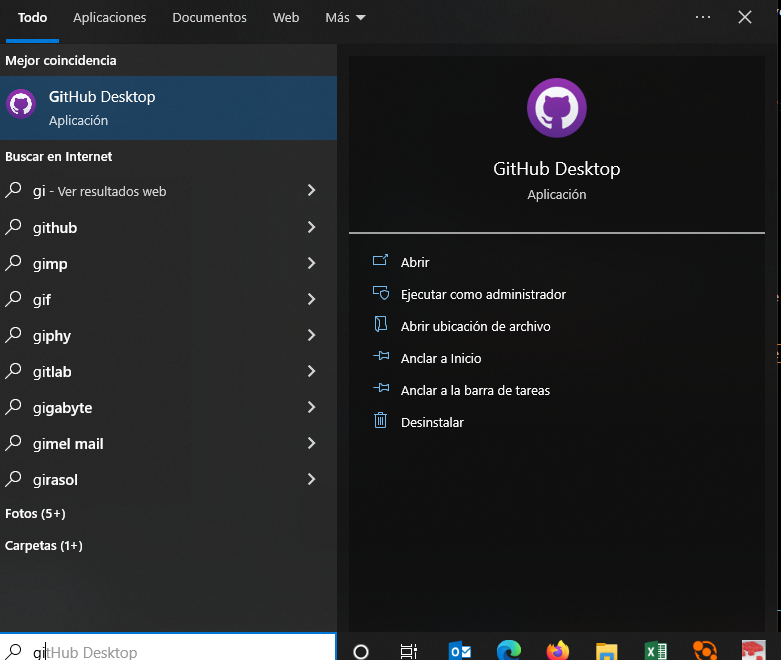 Todo
Aplicaciones
Documentos
Web
Más
Mejor coincidencia
GitHub Desktop
Aplicación
Buscar en Internet
gi - Ver resultados web
github
gimp
gif
giphy
gitlab
gigabyte
gimel mail
girasol
Fotos (5+)
Carpetas (1+)
gitHub Desktop
GitHub Desktop
Aplicación
Abrir
Ejecutar como administrador
Abrir ubicación de archivo
Anclar a Inicio
Anclar a la barra de tareas
Desinstalar